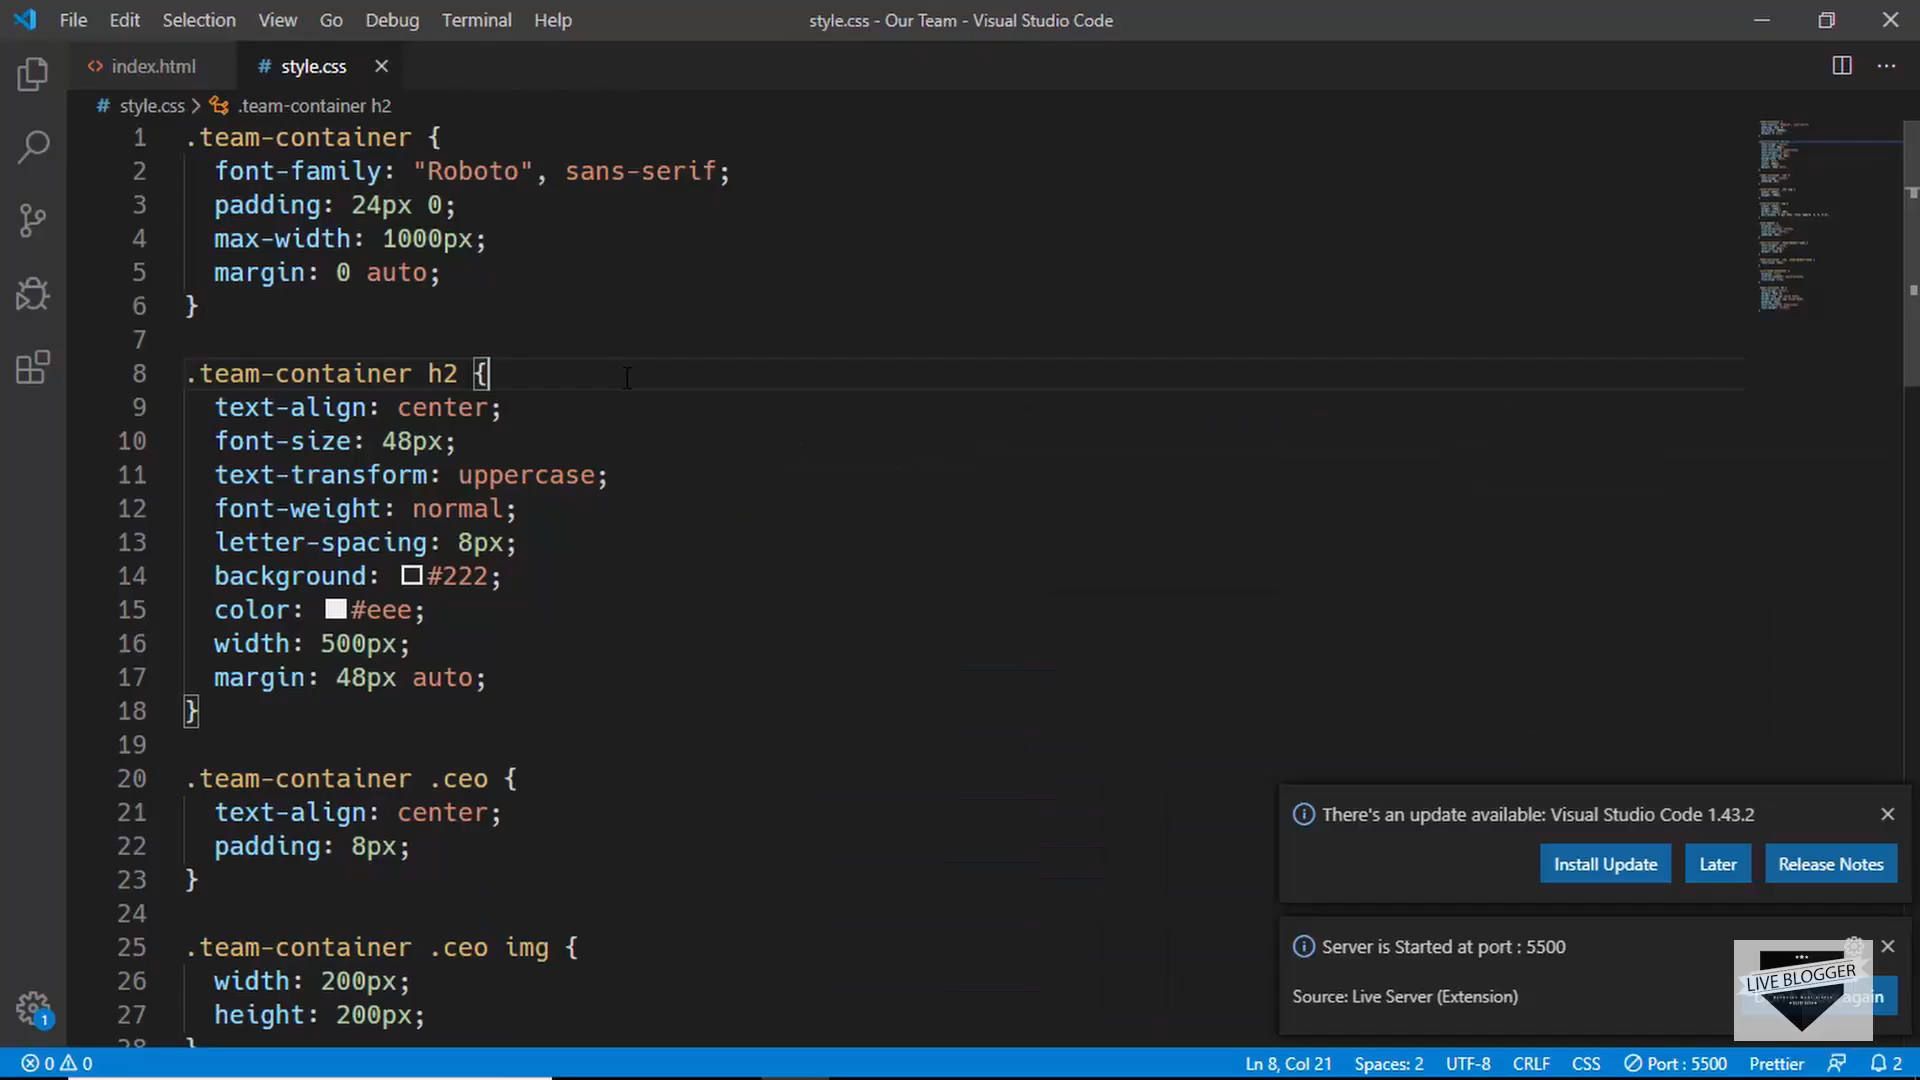 File Edit Selection View Go Debug Terminal Help style.css - Our Team - Visual Studio Code
<> index.html # style.css
# style.css > .team-container h2
1 .team-container {
2 font-family: "Roboto", sans-serif;
3 padding: 24px 0;
4 max-width: 1000px;
5 margin: 0 auto;
6 }
7
8 .team-container h2 {
9 text-align: center;
10 font-size: 48px;
11 text-transform: uppercase;
12 font-weight: normal;
13 letter-spacing: 8px;
14 background: #222;
15 color: #eee;
16 width: 500px;
17 margin: 48px auto;
18 }
19
20 .team-container .ceo {
21 text-align: center;
22 padding: 8px;
23 }
24
25 .team-container .ceo img {
26 width: 200px;
27 height: 200px;
28 }
There's an update available: Visual Studio Code 1.43.2
Install Update Later Release Notes
Server is Started at port : 5500
Source: Live Server (Extension)
again
LIVE BLOGGER
1
0 0 Ln 8, Col 21 Spaces: 2 UTF-8 CRLF CSS Port : 5500 Prettier 2